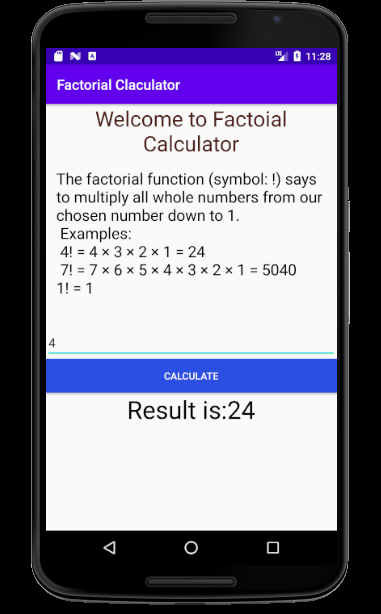 11:28
Factorial Claculator
Welcome to Factoial
Calculator
The factorial function (symbol: !) says
to multiply all whole numbers from our
chosen number down to 1.
Examples:
4! = 4 × 3 × 2 × 1 = 24
7! = 7 × 6 × 5 × 4 × 3 × 2 × 1 = 5040
1! = 1
4
CALCULATE
Result is:24